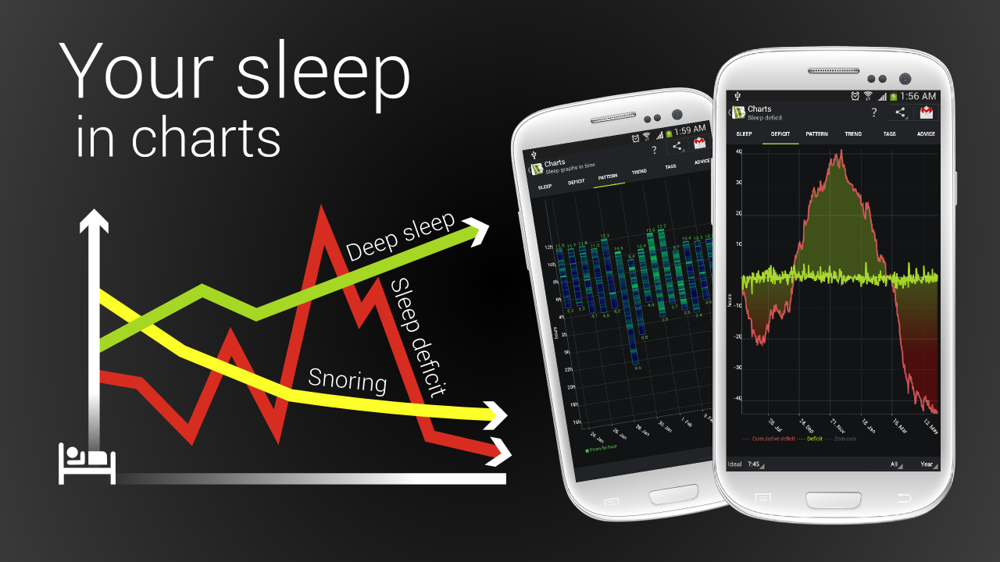 Your sleep
in charts
Deep sleep
Sleep deficit
Snoring
1:59 AM
Charts
Sleep graphs in time
?
SLEEP DEFICIT PATTERN TREND TAGS ADVICE
12h
10h
8h
6h
4h
2h
0h
22h
20h
18h
16h
hours
24. Jan 26. Jan 28. Jan 30. Jan 1. Feb
From/to hour
1:56 AM
Charts
Sleep deficit
?
SLEEP DEFICIT PATTERN TREND TAGS ADVICE
40
30
20
10
-10
-20
-30
-40
hours
28. Jul 24. Sep 21. Nov 18. Jan 16. Mar 13. May
Cumulative deficit Deficit Zero axis
Ideal 7:45 All Year